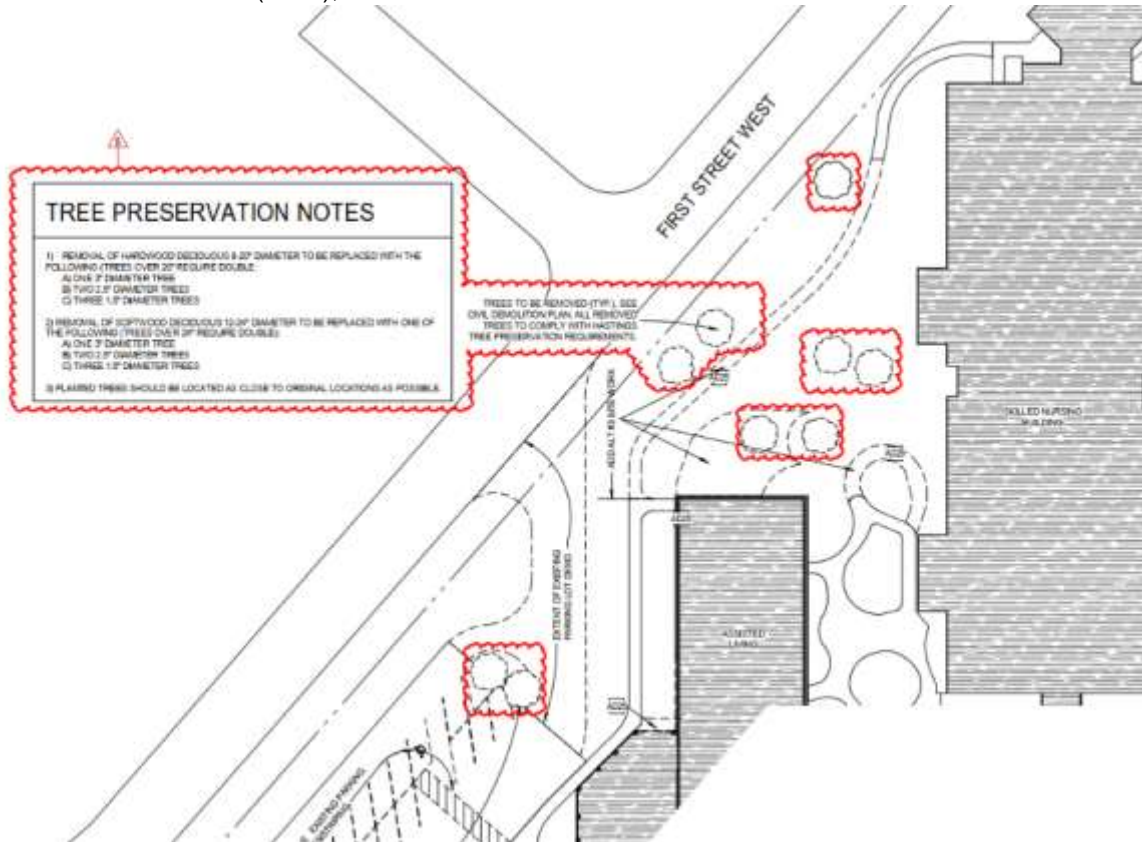 FIRST STREET WEST
TREE PRESERVATION NOTES
1) REMOVAL OF HARDWOOD DECIDUOUS 8-20" DIAMETER TO BE REPLACED WITH THE
FOLLOWING (TREES OVER 20" REQUIRE DOUBLE:
A) ONE 3" DIAMETER TREE
B) TWO 2.5" DIAMETER TREES
C) THREE 1.5" DIAMETER TREES
2) REMOVAL OF SOFTWOOD DECIDUOUS 12-24" DIAMETER TO BE REPLACED WITH ONE OF
THE FOLLOWING (TREES OVER 24" REQUIRE DOUBLE):
A) ONE 3" DIAMETER TREE
B) TWO 2.5" DIAMETER TREES
C) THREE 1.5" DIAMETER TREES
3) PLANTED TREES SHOULD BE LOCATED AS CLOSE TO ORIGINAL LOCATIONS AS POSSIBLE
TREES TO BE REMOVED (TYP.). SEE
CIVIL DEMOLITION PLAN. ALL REMOVED
TREES TO COMPLY WITH HASTINGS
TREE PRESERVATION REQUIREMENTS.
SKILLED NURSING
BUILDING
EXTENT OF EXISTING
PARKING LOT
ASSISTED
LIVING
EXISTING PARKING